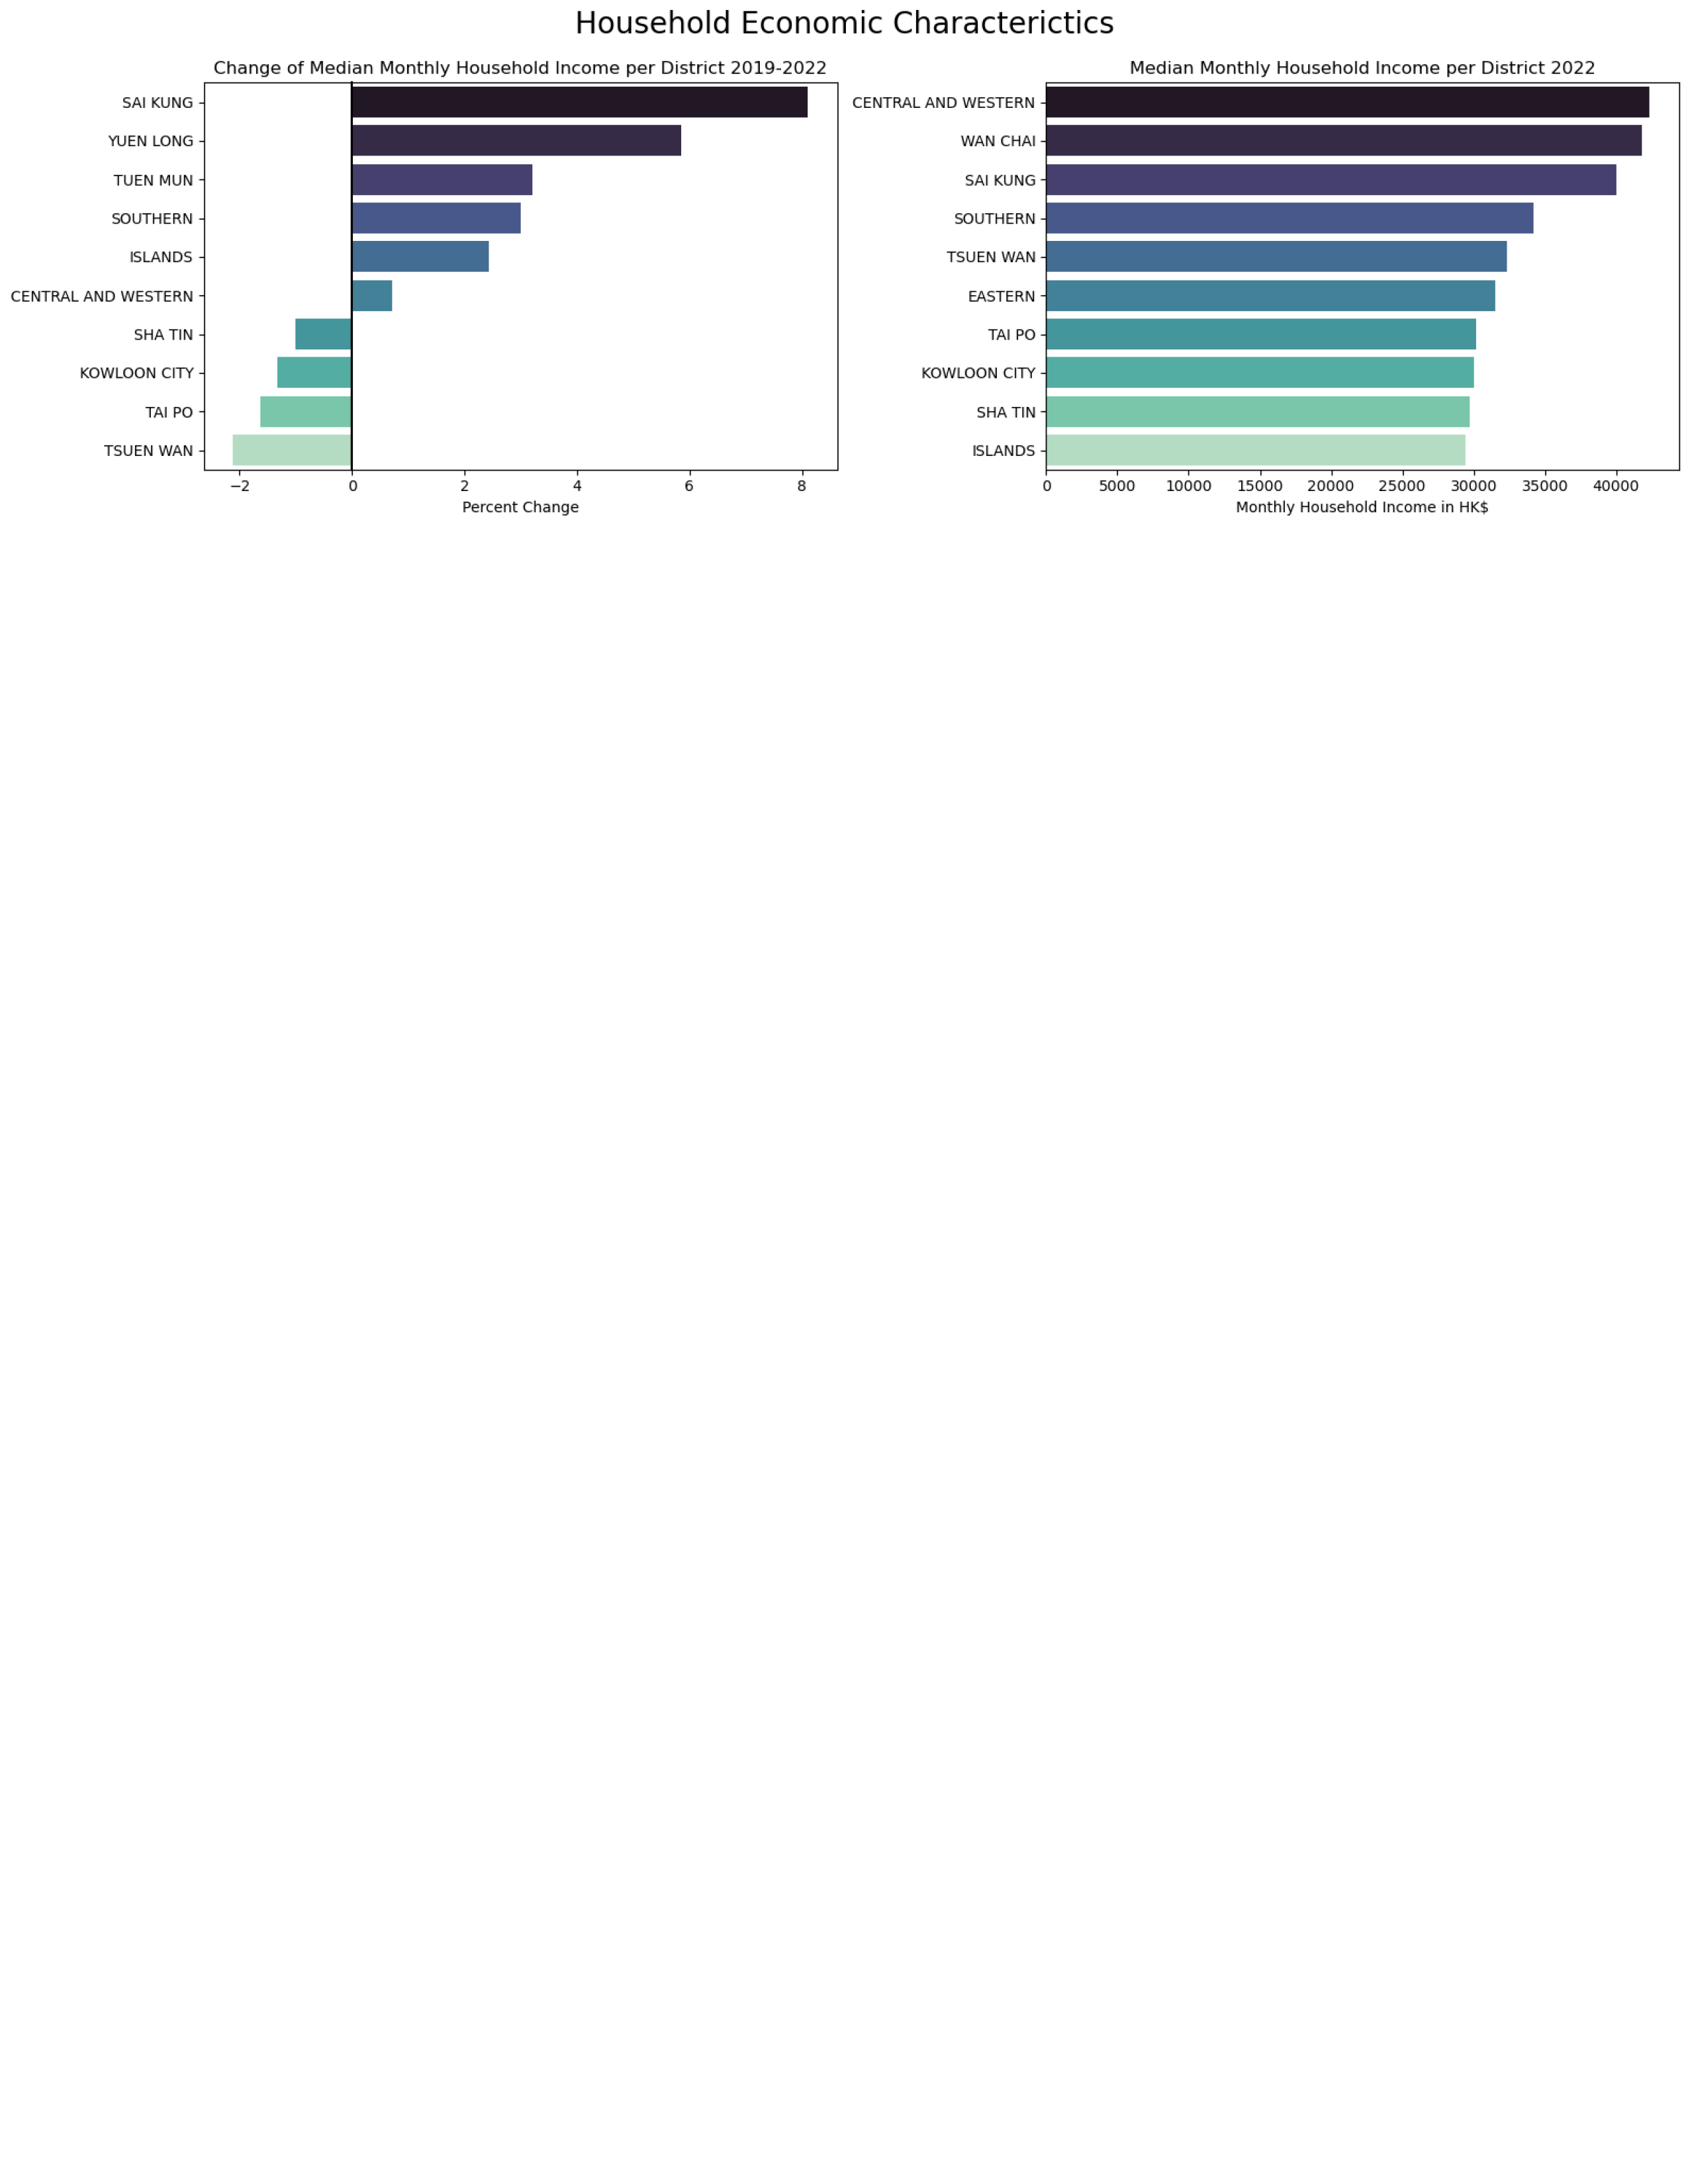 Household Economic Characterictics
Change of Median Monthly Household Income per District 2019-2022
SAI KUNG
YUEN LONG
TUEN MUN
SOUTHERN
ISLANDS
CENTRAL AND WESTERN
SHA TIN
KOWLOON CITY
TAI PO
TSUEN WAN
−2 0 2 4 6 8
Percent Change
Median Monthly Household Income per District 2022
CENTRAL AND WESTERN
WAN CHAI
SAI KUNG
SOUTHERN
TSUEN WAN
EASTERN
TAI PO
KOWLOON CITY
SHA TIN
ISLANDS
0 5000 10000 15000 20000 25000 30000 35000 40000
Monthly Household Income in HK$